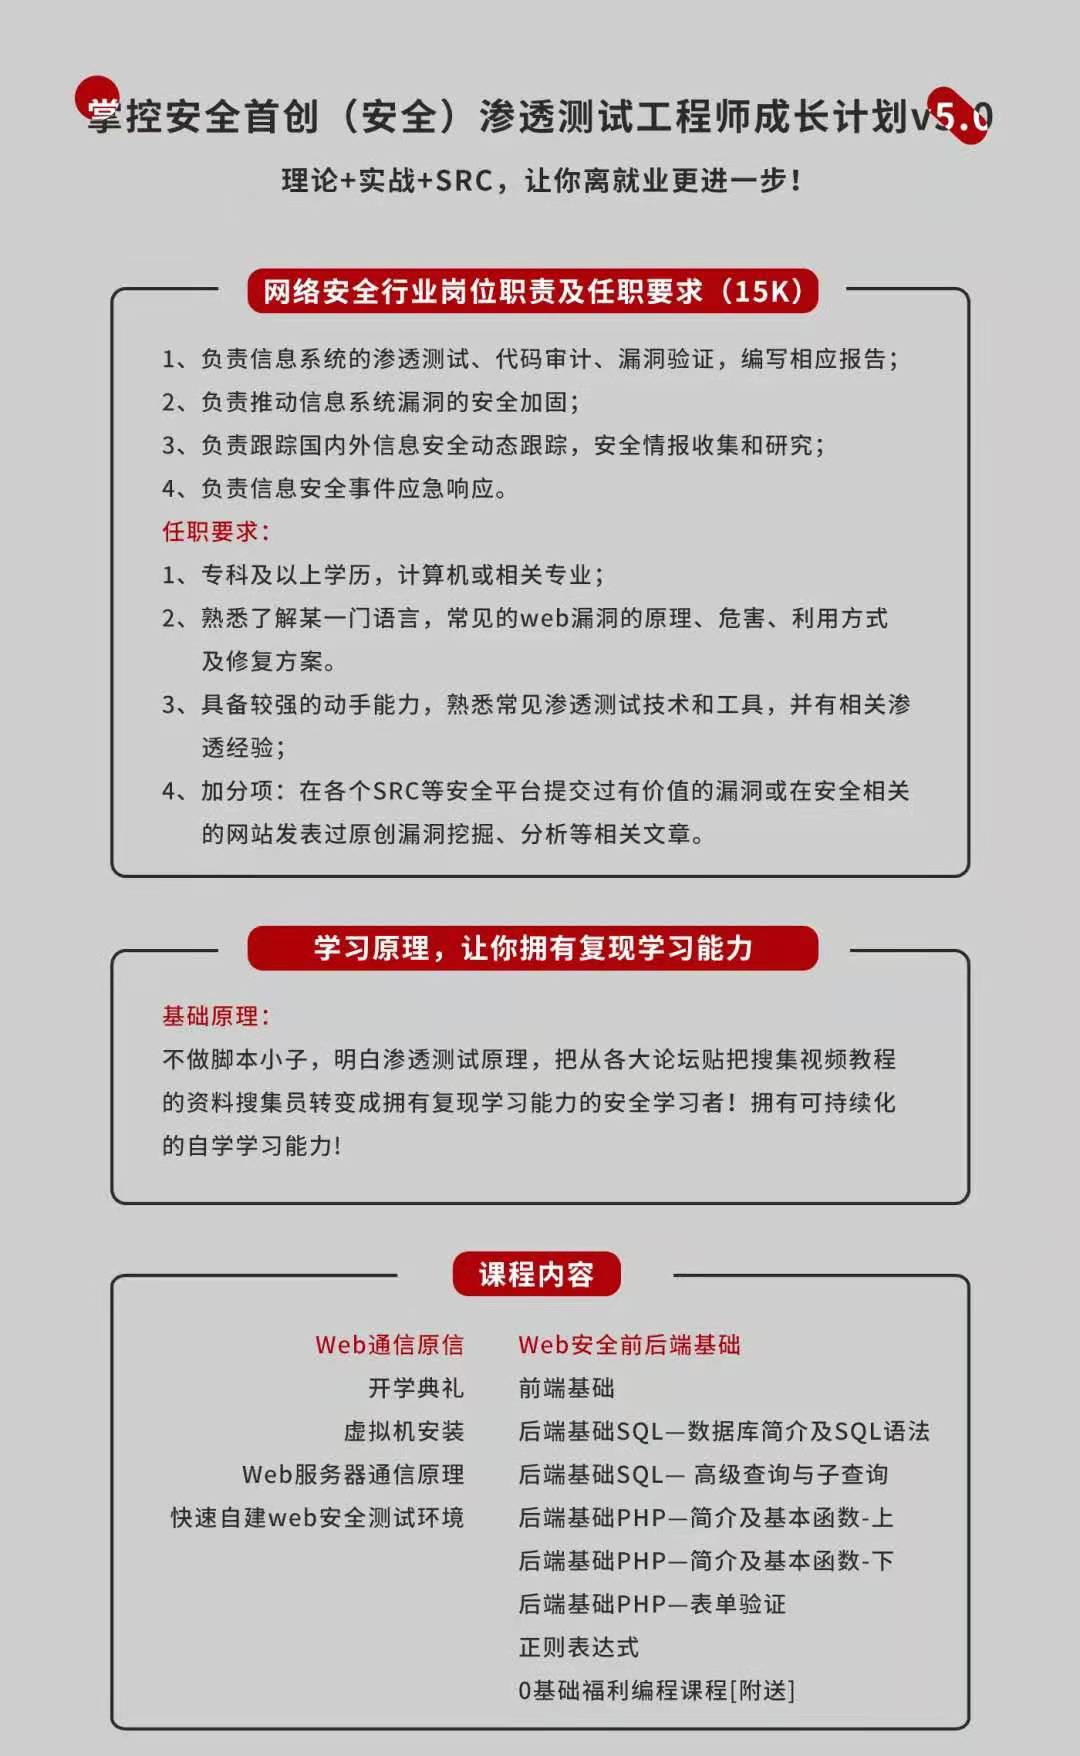 掌控安全首创（安全）渗透测试工程师成长计划v5.0
理论+实战+SRC，让你离就业更进一步！
网络安全行业岗位职责及任职要求（15K）
1、负责信息系统的渗透测试、代码审计、漏洞验证，编写相应报告；
2、负责推动信息系统漏洞的安全加固；
3、负责跟踪国内外信息安全动态跟踪，安全情报收集和研究；
4、负责信息安全事件应急响应。
任职要求：
1、专科及以上学历，计算机或相关专业；
2、熟悉了解某一门语言，常见的web漏洞的原理、危害、利用方式
及修复方案。
3、具备较强的动手能力，熟悉常见渗透测试技术和工具，并有相关渗
透经验；
4、加分项：在各个SRC等安全平台提交过有价值的漏洞或在安全相关
的网站发表过原创漏洞挖掘、分析等相关文章。
学习原理，让你拥有复现学习能力
基础原理：
不做脚本小子，明白渗透测试原理，把从各大论坛贴把搜集视频教程
的资料搜集员转变成拥有复现学习能力的安全学习者！拥有可持续化
的自学学习能力!
课程内容
Web通信原信
开学典礼
虚拟机安装
Web服务器通信原理
快速自建web安全测试环境
Web安全前后端基础
前端基础
后端基础SQL—数据库简介及SQL语法
后端基础SQL— 高级查询与子查询
后端基础PHP—简介及基本函数-上
后端基础PHP—简介及基本函数-下
后端基础PHP—表单验证
正则表达式
0基础福利编程课程[附送]